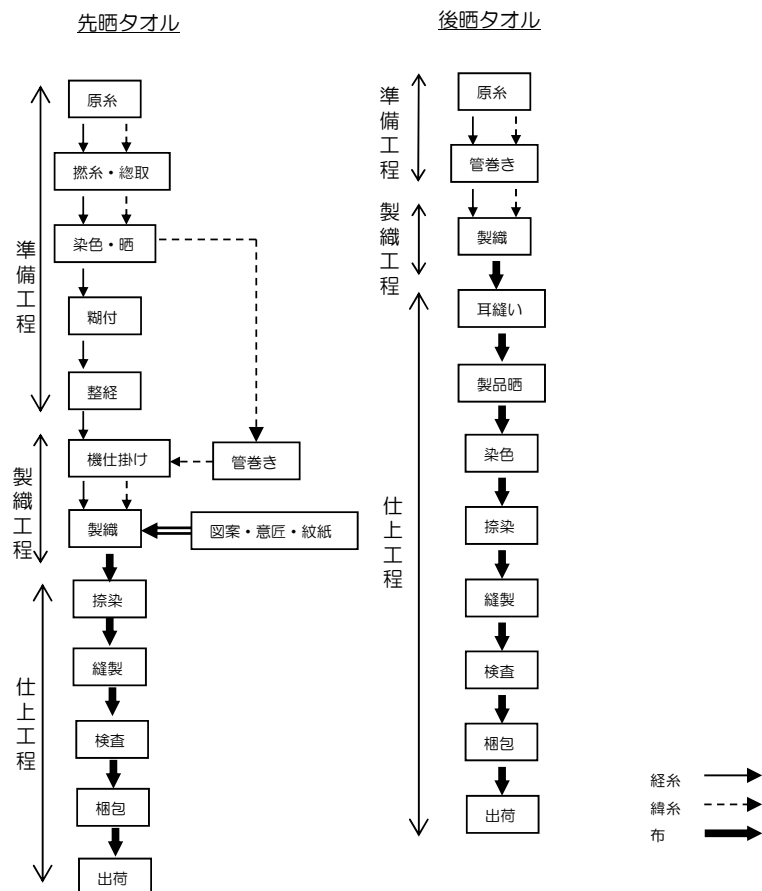 先晒タオル
準備工程
原糸
撚糸・総取
染色・晒
糊付
整経
製織工程
機仕掛け
管巻き
製織
図案・意匠・紋紙
仕上工程
捺染
縫製
検査
梱包
出荷
後晒タオル
準備工程
原糸
管巻き
製織工程
製織
仕上工程
耳縫い
製品晒
染色
捺染
縫製
検査
梱包
出荷
経糸
緯糸
布